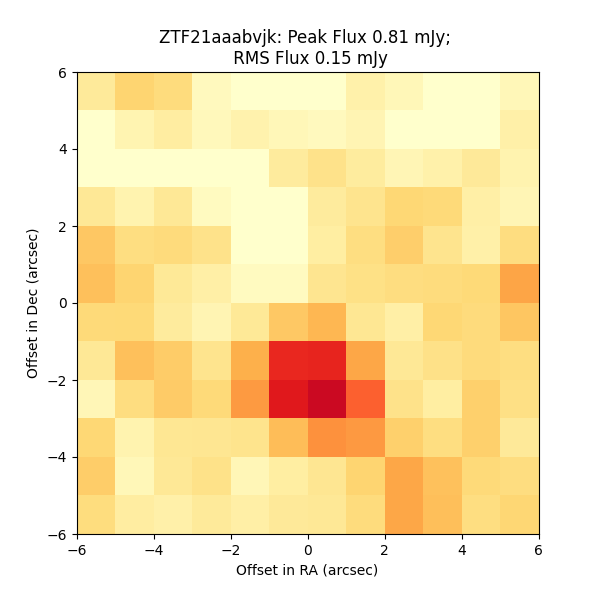 ZTF21aaabvjk: Peak Flux 0.81 mJy;
RMS Flux 0.15 mJy
6
4
2
0
−2
−4
−6
Offset in Dec (arcsec)
−6 −4 −2 0 2 4 6
Offset in RA (arcsec)